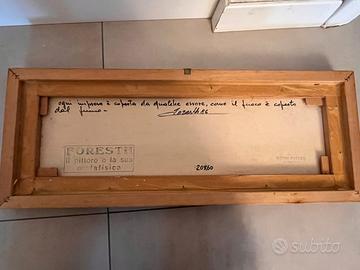 ogni impresa è coperta da qualche errore, come il fuoco è coperto
dal fumo-
FORESTI
il pittore e la sua
metafisica
20x60
subito